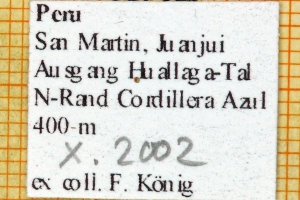 Peru
San Martin, Juanjui
Ausgang Huallaga-Tal
N-Rand Cordillera Azul
400-m
X. 2002
ex coll. F. König